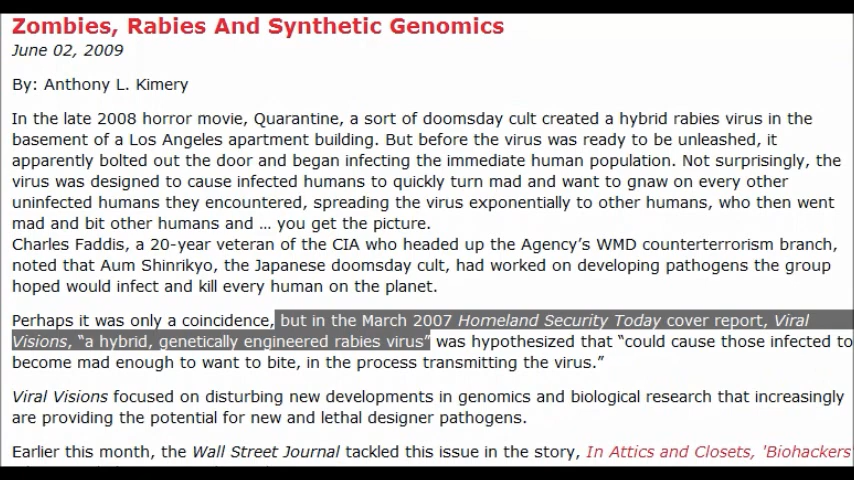 Zombies, Rabies And Synthetic Genomics
June 02, 2009
By: Anthony L. Kimery
In the late 2008 horror movie, Quarantine, a sort of doomsday cult created a hybrid rabies virus in the
basement of a Los Angeles apartment building. But before the virus was ready to be unleashed, it
apparently bolted out the door and began infecting the immediate human population. Not surprisingly, the
virus was designed to cause infected humans to quickly turn mad and want to gnaw on every other
uninfected humans they encountered, spreading the virus exponentially to other humans, who then went
mad and bit other humans and … you get the picture.
Charles Faddis, a 20-year veteran of the CIA who headed up the Agency’s WMD counterterrorism branch,
noted that Aum Shinrikyo, the Japanese doomsday cult, had worked on developing pathogens the group
hoped would infect and kill every human on the planet.
Perhaps it was only a coincidence, but in the March 2007 Homeland Security Today cover report, Viral
Visions, “a hybrid, genetically engineered rabies virus” was hypothesized that “could cause those infected to
become mad enough to want to bite, in the process transmitting the virus.”
Viral Visions focused on disturbing new developments in genomics and biological research that increasingly
are providing the potential for new and lethal designer pathogens.
Earlier this month, the Wall Street Journal tackled this issue in the story, In Attics and Closets, 'Biohackers